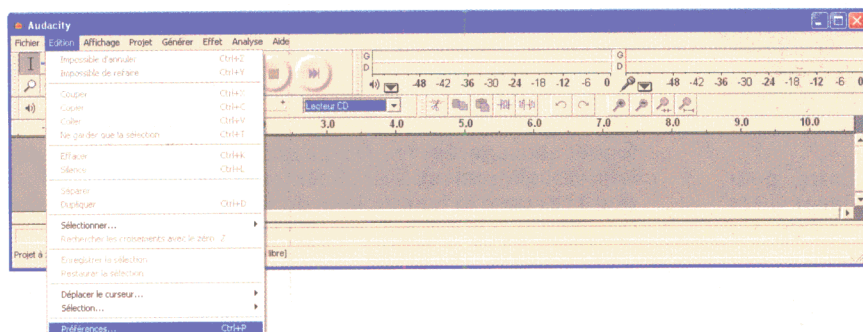 Audacity
Fichier Edition Affichage Projet Générer Effet Analyse Aide
Impossible d'annuler Ctrl+Z
Impossible de refaire Ctrl+Y
Couper Ctrl+X
Copier Ctrl+C
Coller Ctrl+V
Ne garder que la sélection Ctrl+T
Effacer Ctrl+K
Silence Ctrl+L
Séparer
Dupliquer Ctrl+D
Sélectionner...
Rechercher les croisements avec le zéro Z
Enregistrer la sélection
Restaurer la sélection
Déplacer le curseur...
Sélection...
Préférences... Ctrl+P
G
D
-48 -42 -36 -30 -24 -18 -12 -6 0
G
D
-48 -42 -36 -30 -24 -18 -12 -6 0
Lecteur CD
3.0 4.0 5.0 6.0 7.0 8.0 9.0 10.0
Projet à
libre]